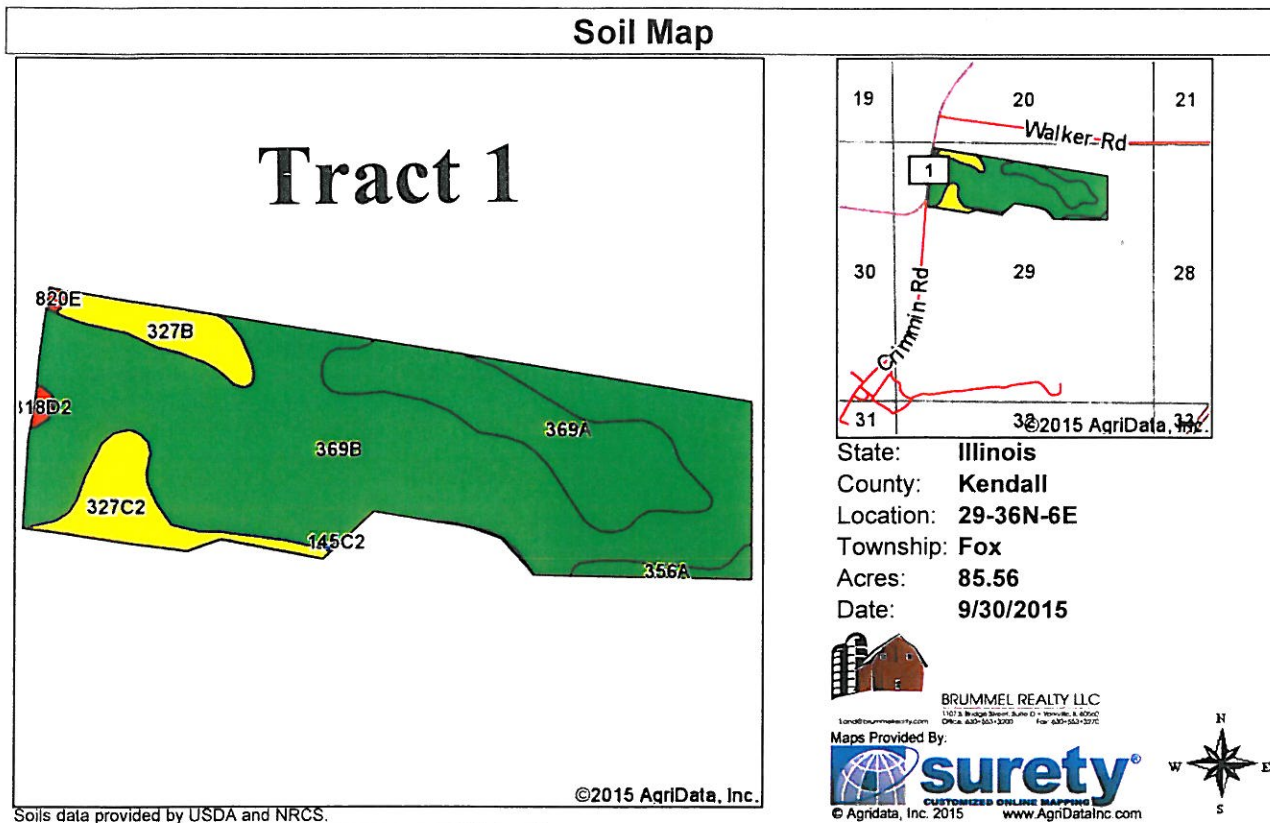 Soil Map
Tract 1
820E
327B
318D2
369A
369B
327C2
145C2
356A
©2015 AgriData, Inc.
Soils data provided by USDA and NRCS.
19
20
21
Walker Rd
1
30
29
28
Grimmin Rd
31
32
33
©2015 AgriData, Inc.
State: Illinois
County: Kendall
Location: 29-36N-6E
Township: Fox
Acres: 85.56
Date: 9/30/2015
BRUMMEL REALTY LLC
Maps Provided By:
surety®
CUSTOMIZED ONLINE MAPPING
© Agridata, Inc. 2015 www.AgriDataInc.com
N
W E
S